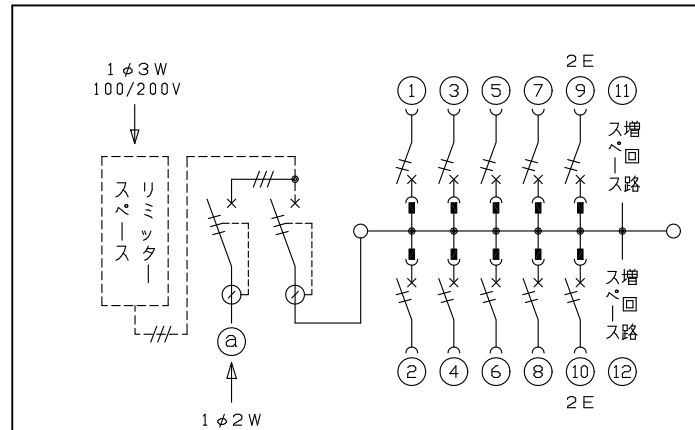 1φ3W
100/200V
リミッター
スペース
ⓐ
1φ2W
2E
① ③ ⑤ ⑦ ⑨ ⑪
増回路
スペース
増回路
スペース
② ④ ⑥ ⑧ ⑩ ⑫
2E